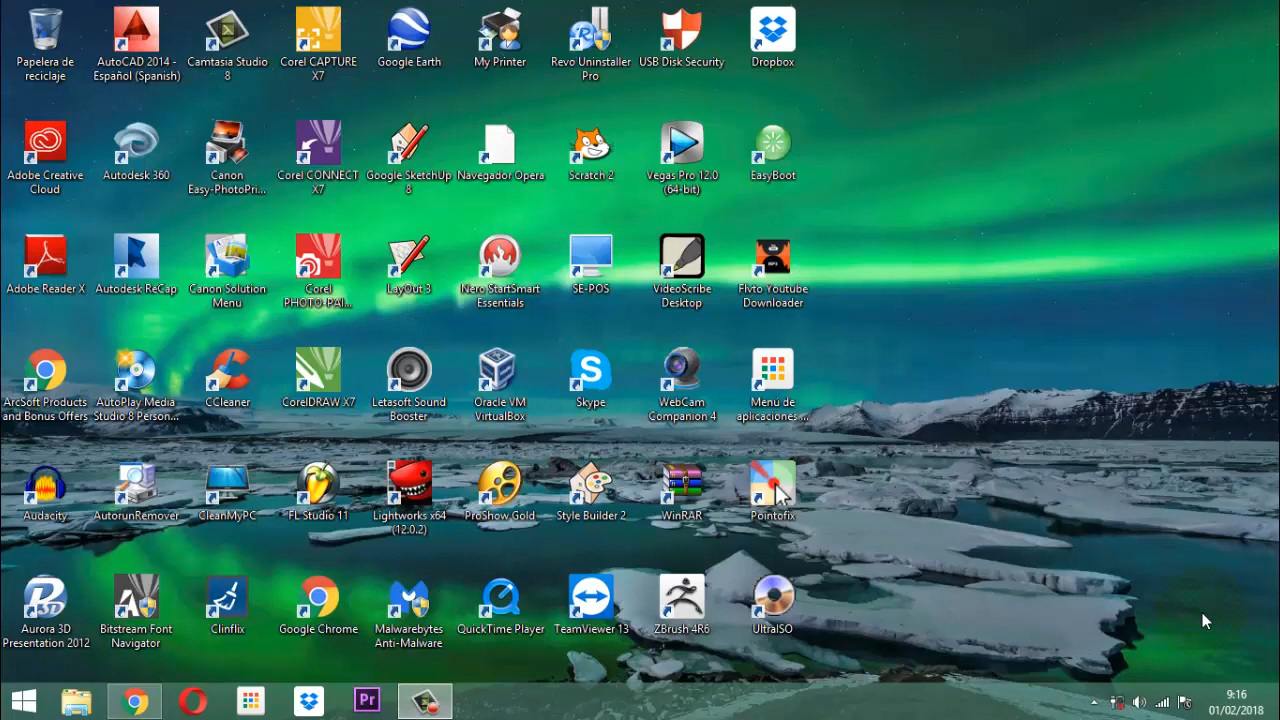 Papelera de
reciclaje
AutoCAD 2014 -
Español (Spanish)
Camtasia Studio
8
Corel CAPTURE
X7
Google Earth
My Printer
Revo Uninstaller
Pro
USB Disk Security
Dropbox
Adobe Creative
Cloud
Autodesk 360
Canon
Easy-PhotoPri...
Corel CONNECT
X7
Google SketchUp
8
Navegador Opera
Scratch 2
Vegas Pro 12.0
(64-bit)
EasyBoot
Adobe Reader X
Autodesk ReCap
Canon Solution
Menu
Corel
PHOTO-PAI...
LayOut 3
Nero StartSmart
Essentials
SE-POS
VideoScribe
Desktop
Flvto Youtube
Downloader
ArcSoft Products
and Bonus Offers
AutoPlay Media
Studio 8 Person...
CCleaner
CorelDRAW X7
Letasoft Sound
Booster
Oracle VM
VirtualBox
Skype
WebCam
Companion 4
Menú de
aplicaciones ...
Audacity
AutorunRemover
CleanMyPC
FL Studio 11
Lightworks x64
(12.0.2)
ProShow Gold
Style Builder 2
WinRAR
Pointofix
Aurora 3D
Presentation 2012
Bitstream Font
Navigator
Clinflix
Google Chrome
Malwarebytes
Anti-Malware
QuickTime Player
TeamViewer 13
ZBrush 4R6
UltraISO
Pr
9:16
01/02/2018